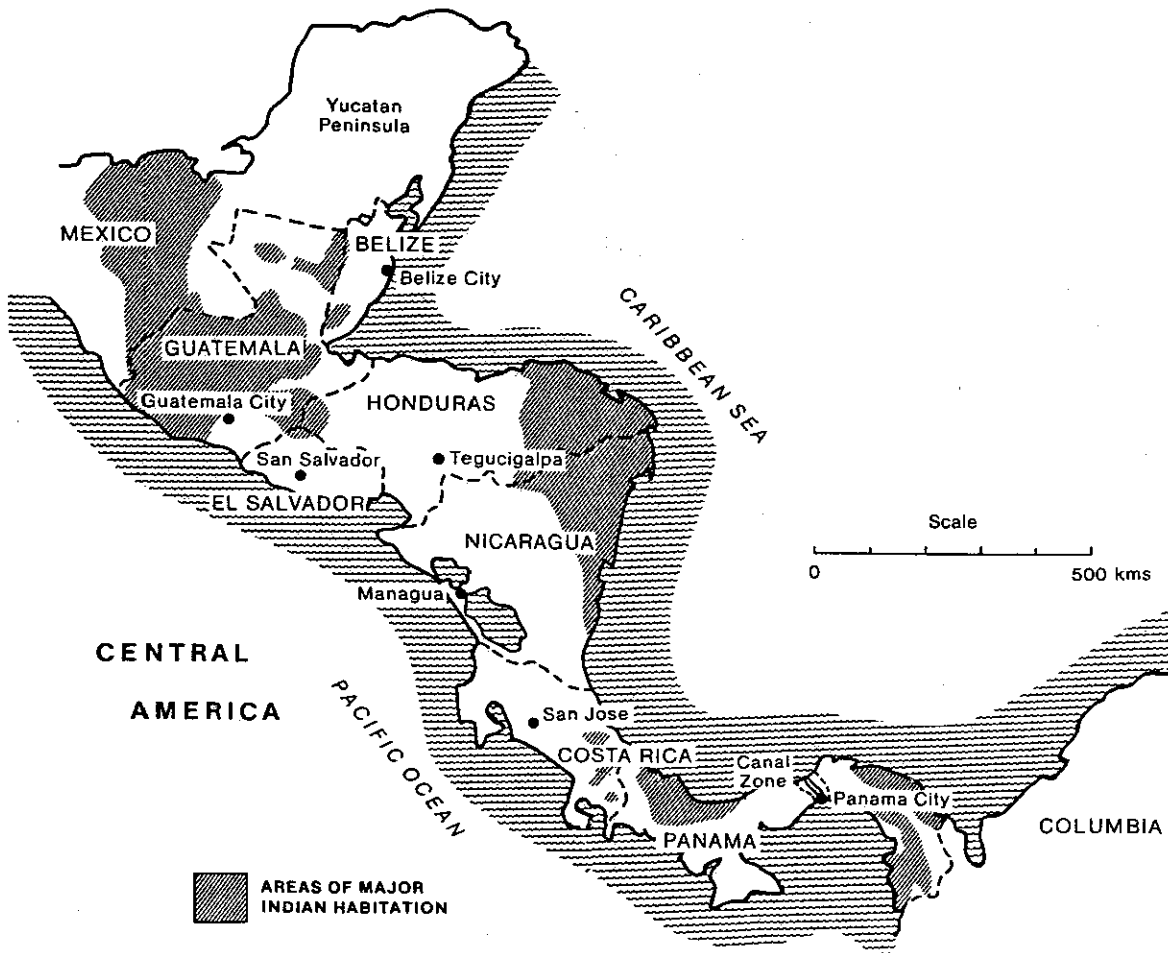 Yucatan
Peninsula
MEXICO
BELIZE
Belize City
CARIBBEAN SEA
GUATEMALA
Guatemala City
HONDURAS
San Salvador
Tegucigalpa
EL SALVADOR
Scale
NICARAGUA
0
500 kms
Managua
CENTRAL
AMERICA
PACIFIC OCEAN
San Jose
COSTA RICA
Canal
Zone
Panama City
COLUMBIA
PANAMA
AREAS OF MAJOR
INDIAN HABITATION